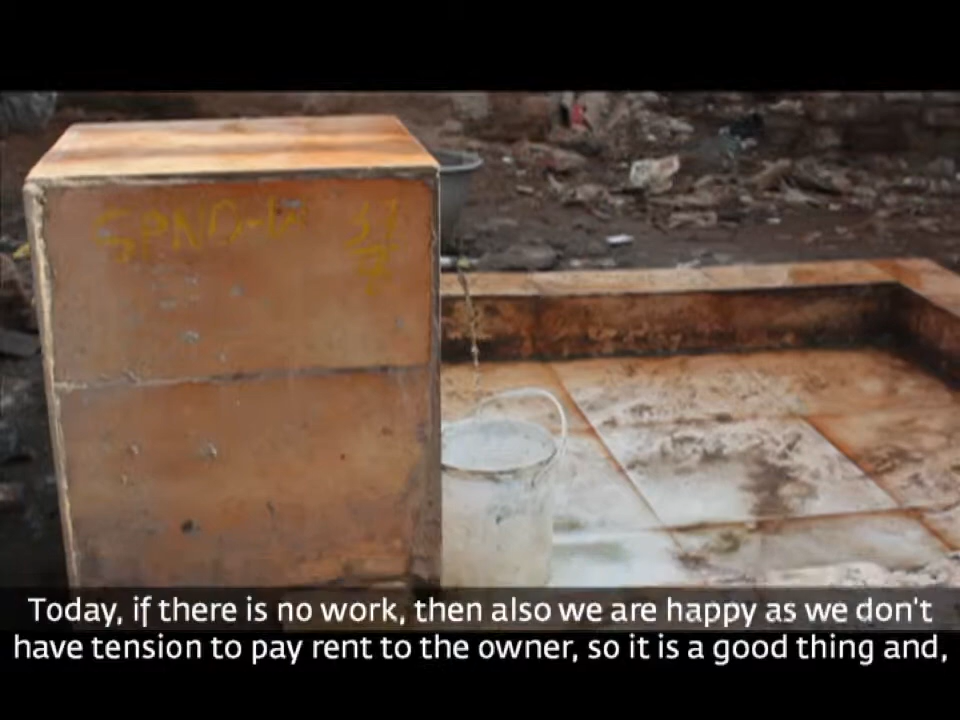 Today, if there is no work, then also we are happy as we don't
have tension to pay rent to the owner, so it is a good thing and,